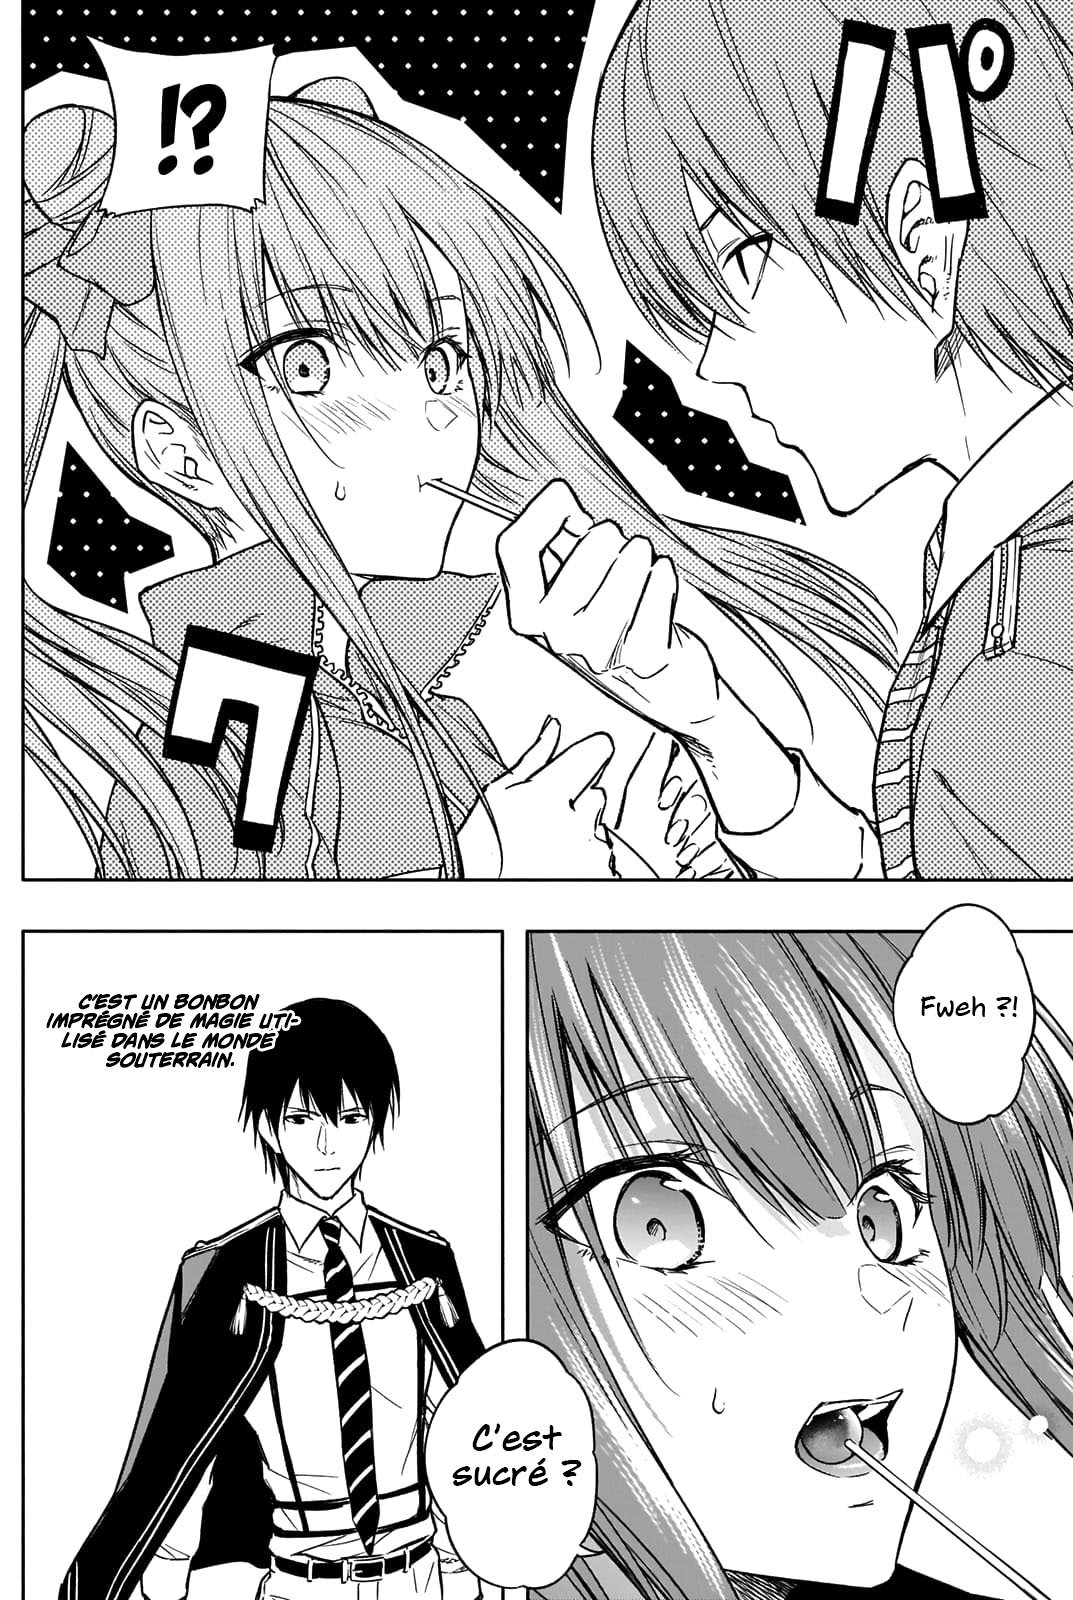 パ
ク
!?
Fweh ?!
C'EST UN BONBON
IMPRÉGNÉ DE MAGIE UTI-
LISÉ DANS LE MONDE
SOUTERRAIN.
C'est
sucré ?